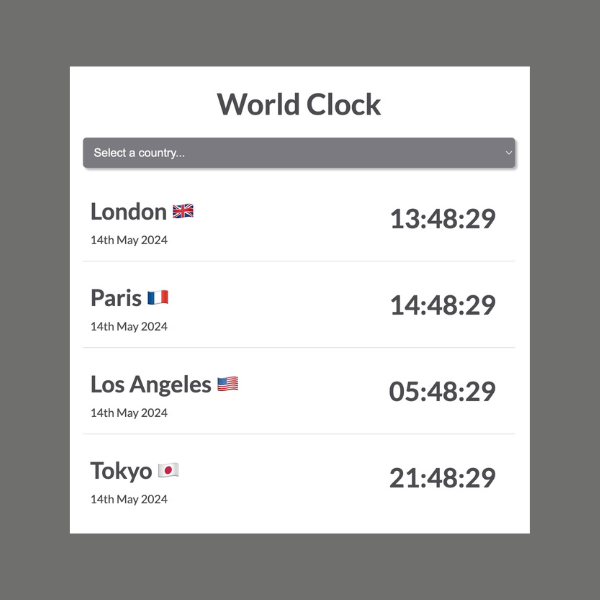 World Clock
Select a country...
London 🇬🇧
14th May 2024
13:48:29
Paris 🇫🇷
14th May 2024
14:48:29
Los Angeles 🇺🇸
14th May 2024
05:48:29
Tokyo 🇯🇵
14th May 2024
21:48:29